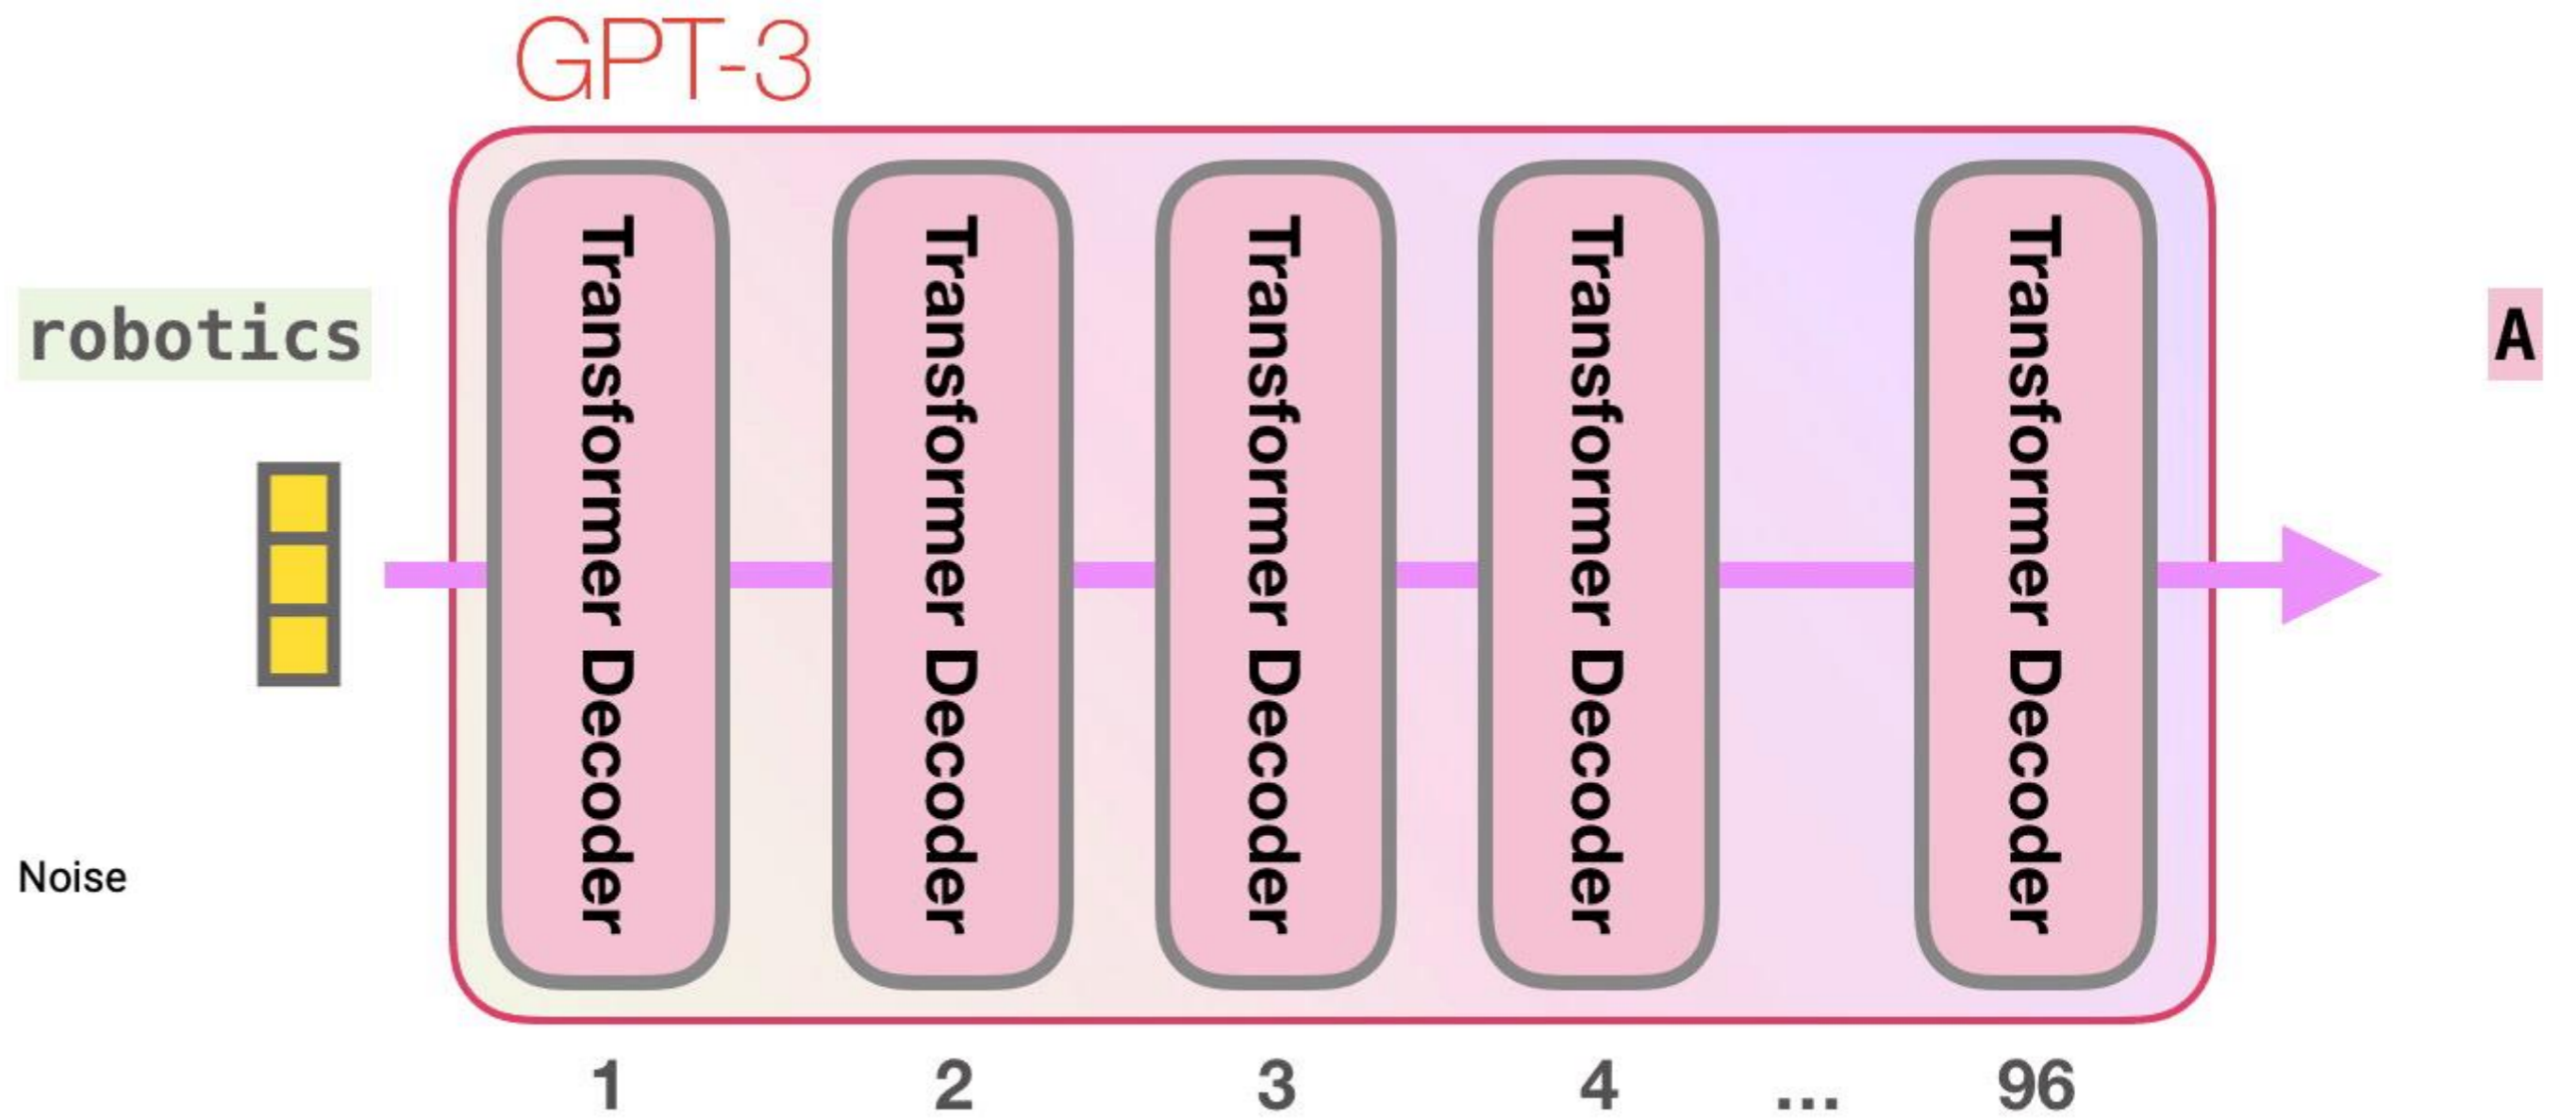 GPT-3
robotics
Transformer Decoder
Transformer Decoder
Transformer Decoder
Transformer Decoder
Transformer Decoder
A
Noise
1 2 3 4 ... 96